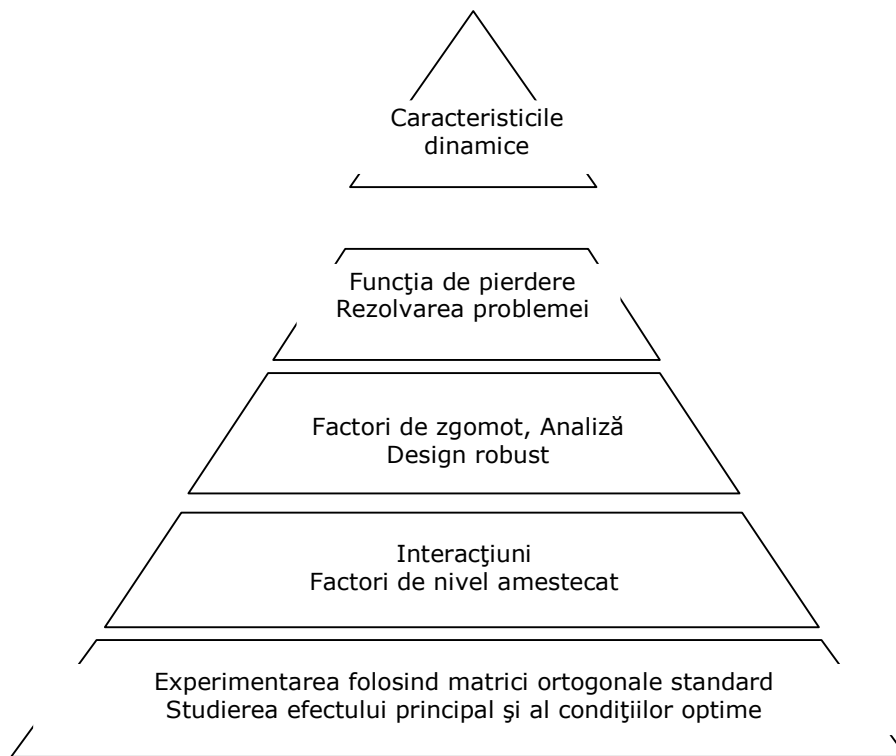 Caracteristicile
dinamice
Funcţia de pierdere
Rezolvarea problemei
Factori de zgomot, Analiză
Design robust
Interacţiuni
Factori de nivel amestecat
Experimentarea folosind matrici ortogonale standard
Studierea efectului principal şi al condiţiilor optime